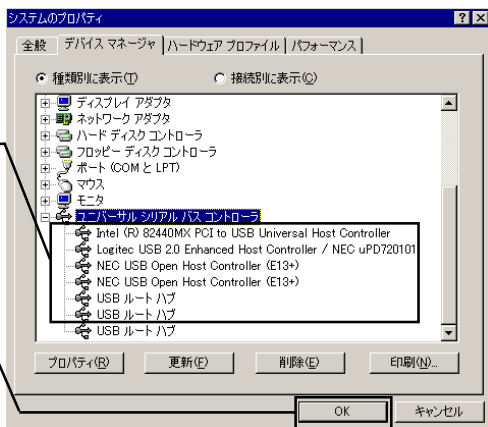 システムのプロパティ
全般 デバイス マネージャ ハードウェア プロファイル パフォーマンス
種類別に表示(T) 接続別に表示(C)
ディスプレイ アダプタ
ネットワーク アダプタ
ハード ディスク コントローラ
フロッピー ディスク コントローラ
ポート (COM と LPT)
マウス
モニタ
ユニバーサル シリアル バス コントローラ
Intel (R) 82440MX PCI to USB Universal Host Controller
Logitec USB 2.0 Enhanced Host Controller / NEC uPD720101
NEC USB Open Host Controller (E13+)
NEC USB Open Host Controller (E13+)
USB ルート ハブ
USB ルート ハブ
USB ルート ハブ
プロパティ(R) 更新(F) 削除(E) 印刷(N)...
OK キャンセル